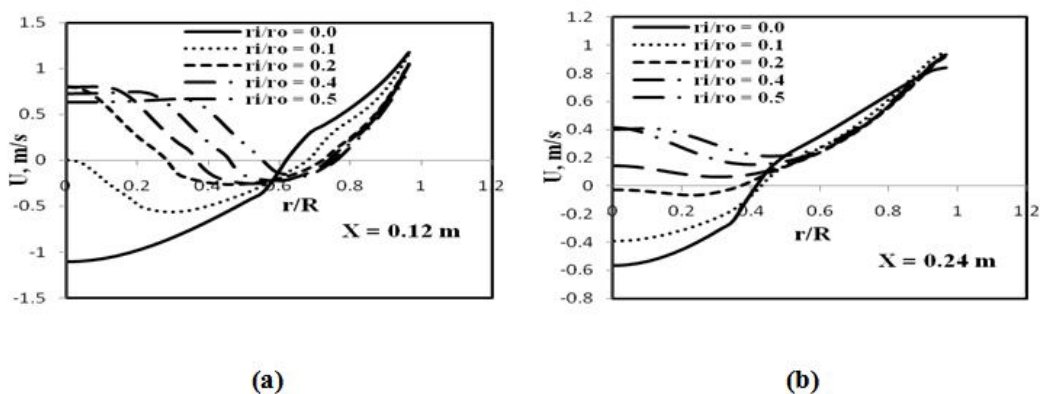 1.5
1
0.5
0
-0.5
-1
-1.5
U, m/s
ri/ro = 0.0
ri/ro = 0.1
ri/ro = 0.2
ri/ro = 0.4
ri/ro = 0.5
0 0.2 0.4 0.6 0.8 1 1.2
r/R
X = 0.12 m
1.2
1
0.8
0.6
0.4
0.2
0
-0.2
-0.4
-0.6
-0.8
U, m/s
ri/ro = 0.0
ri/ro = 0.1
ri/ro = 0.2
ri/ro = 0.4
ri/ro = 0.5
0 0.2 0.4 0.6 0.8 1 1.2
r/R
X = 0.24 m
(a) (b)